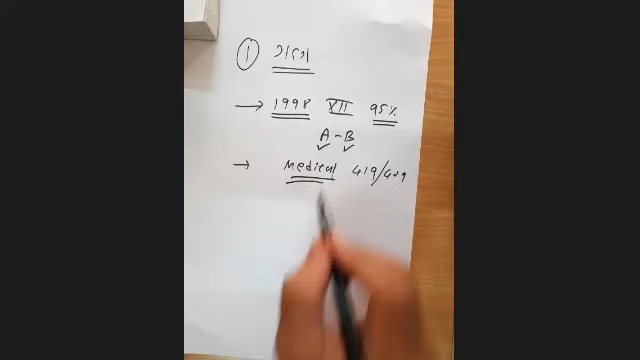 ①
→ 1998 XII 95%
A - B
✓ ✓
→ Medical 419/429